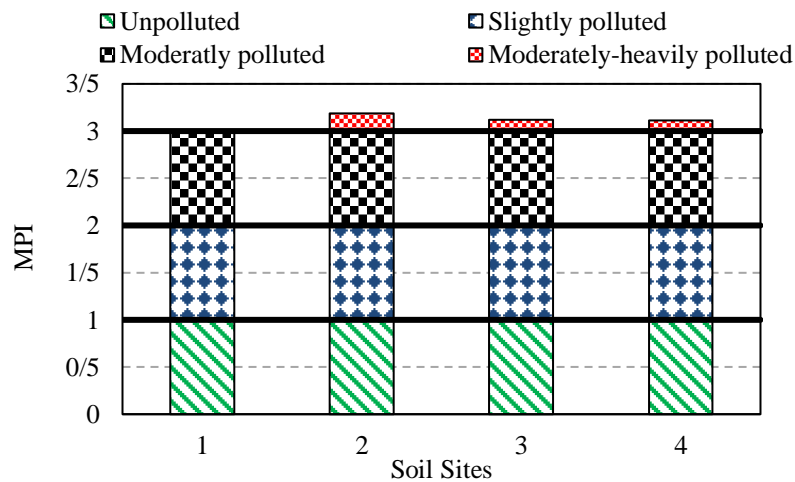 Unpolluted
Slightly polluted
Moderatly polluted
Moderately-heavily polluted
3/5
3
2/5
2
1/5
1
0/5
0
MPI
1 2 3 4
Soil Sites